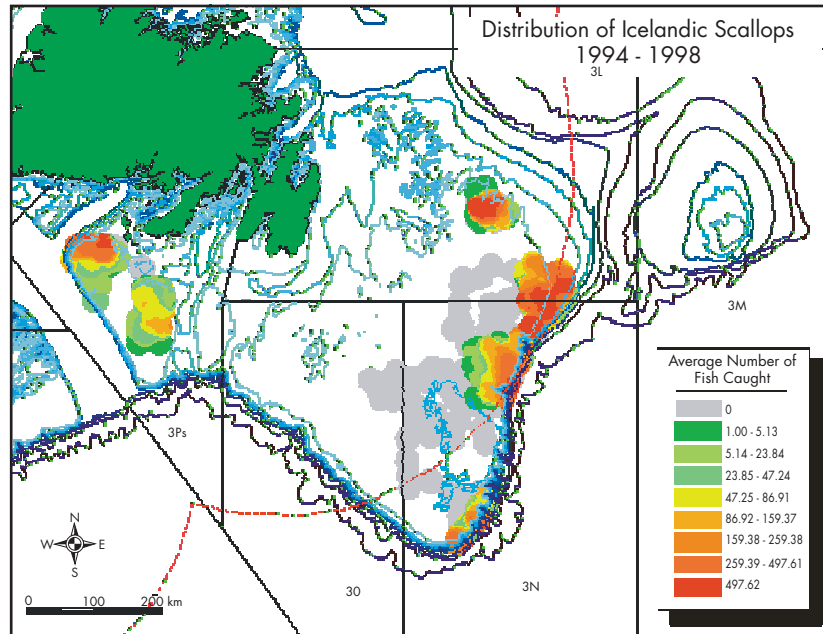 Distribution of Icelandic Scallops
1994 - 1998
3L
3M
3Ps
30
3N
N
W E
S
0 100 200 km
Average Number of
Fish Caught
0
1.00 - 5.13
5.14 - 23.84
23.85 - 47.24
47.25 - 86.91
86.92 - 159.37
159.38 - 259.38
259.39 - 497.61
497.62